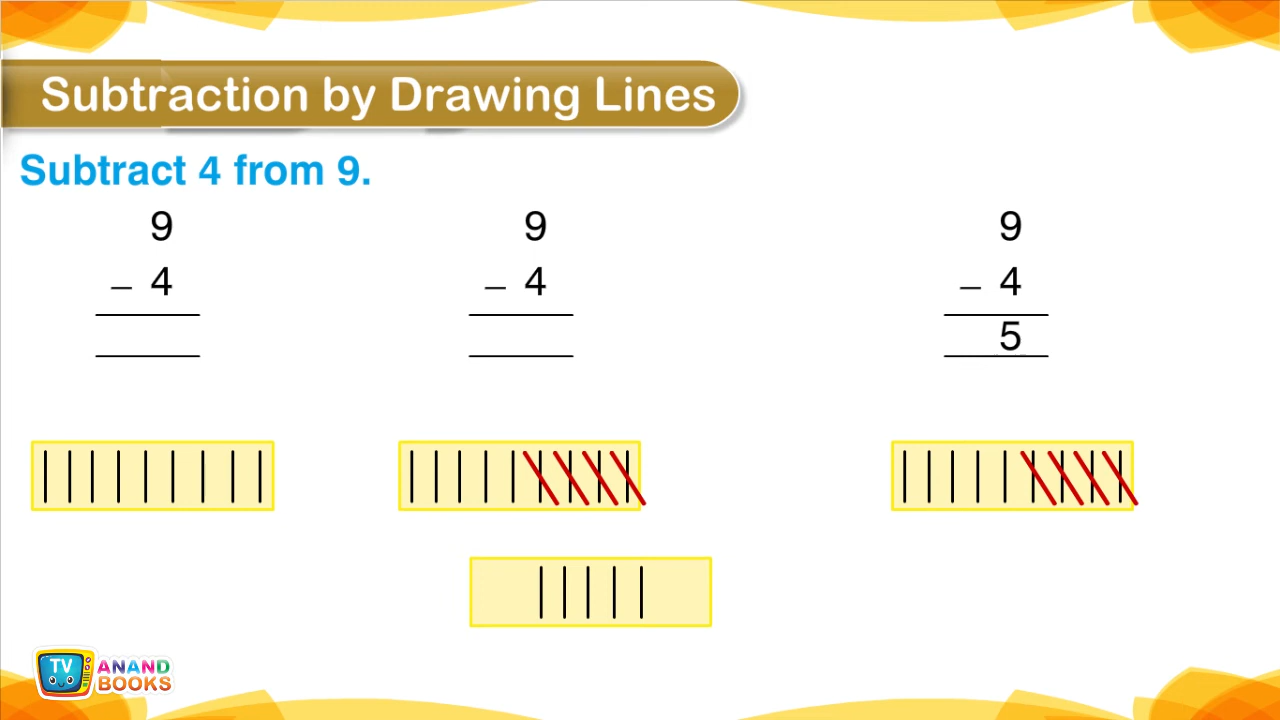 Subtraction by Drawing Lines
Subtract 4 from 9.
9 9 9
– 4 – 4 – 4
5
TV ANAND
BOOKS